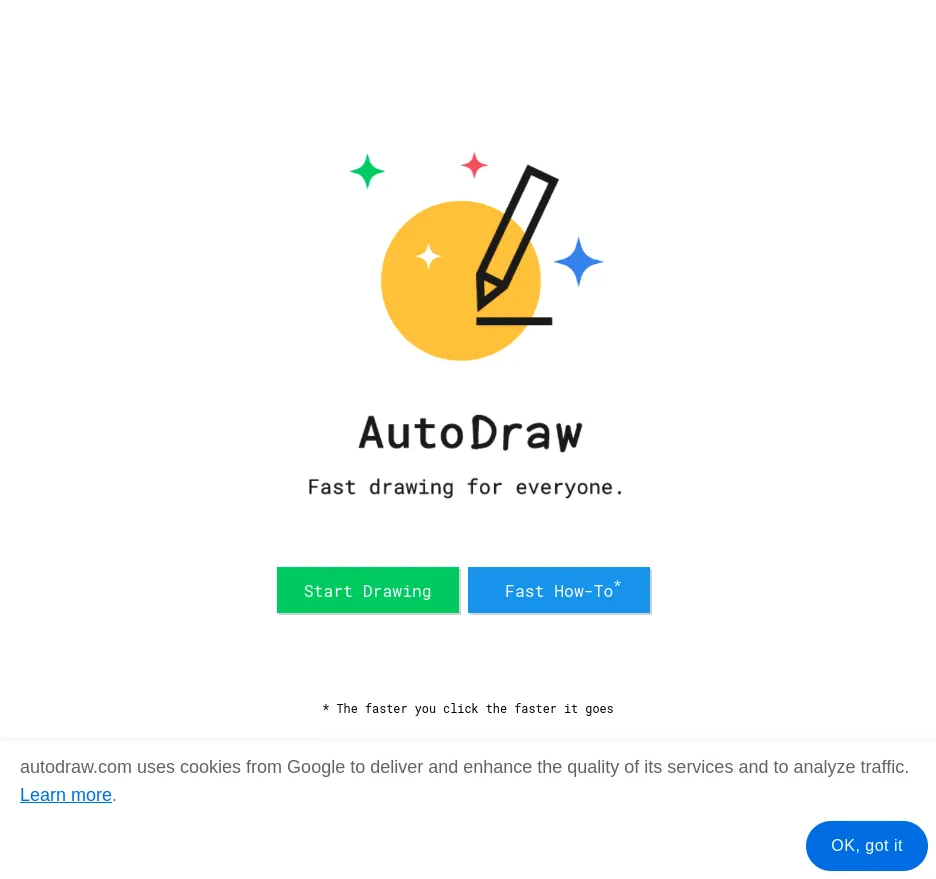 AutoDraw
Fast drawing for everyone.
Start Drawing
Fast How-To*
* The faster you click the faster it goes
autodraw.com uses cookies from Google to deliver and enhance the quality of its services and to analyze traffic.
Learn more.
OK, got it